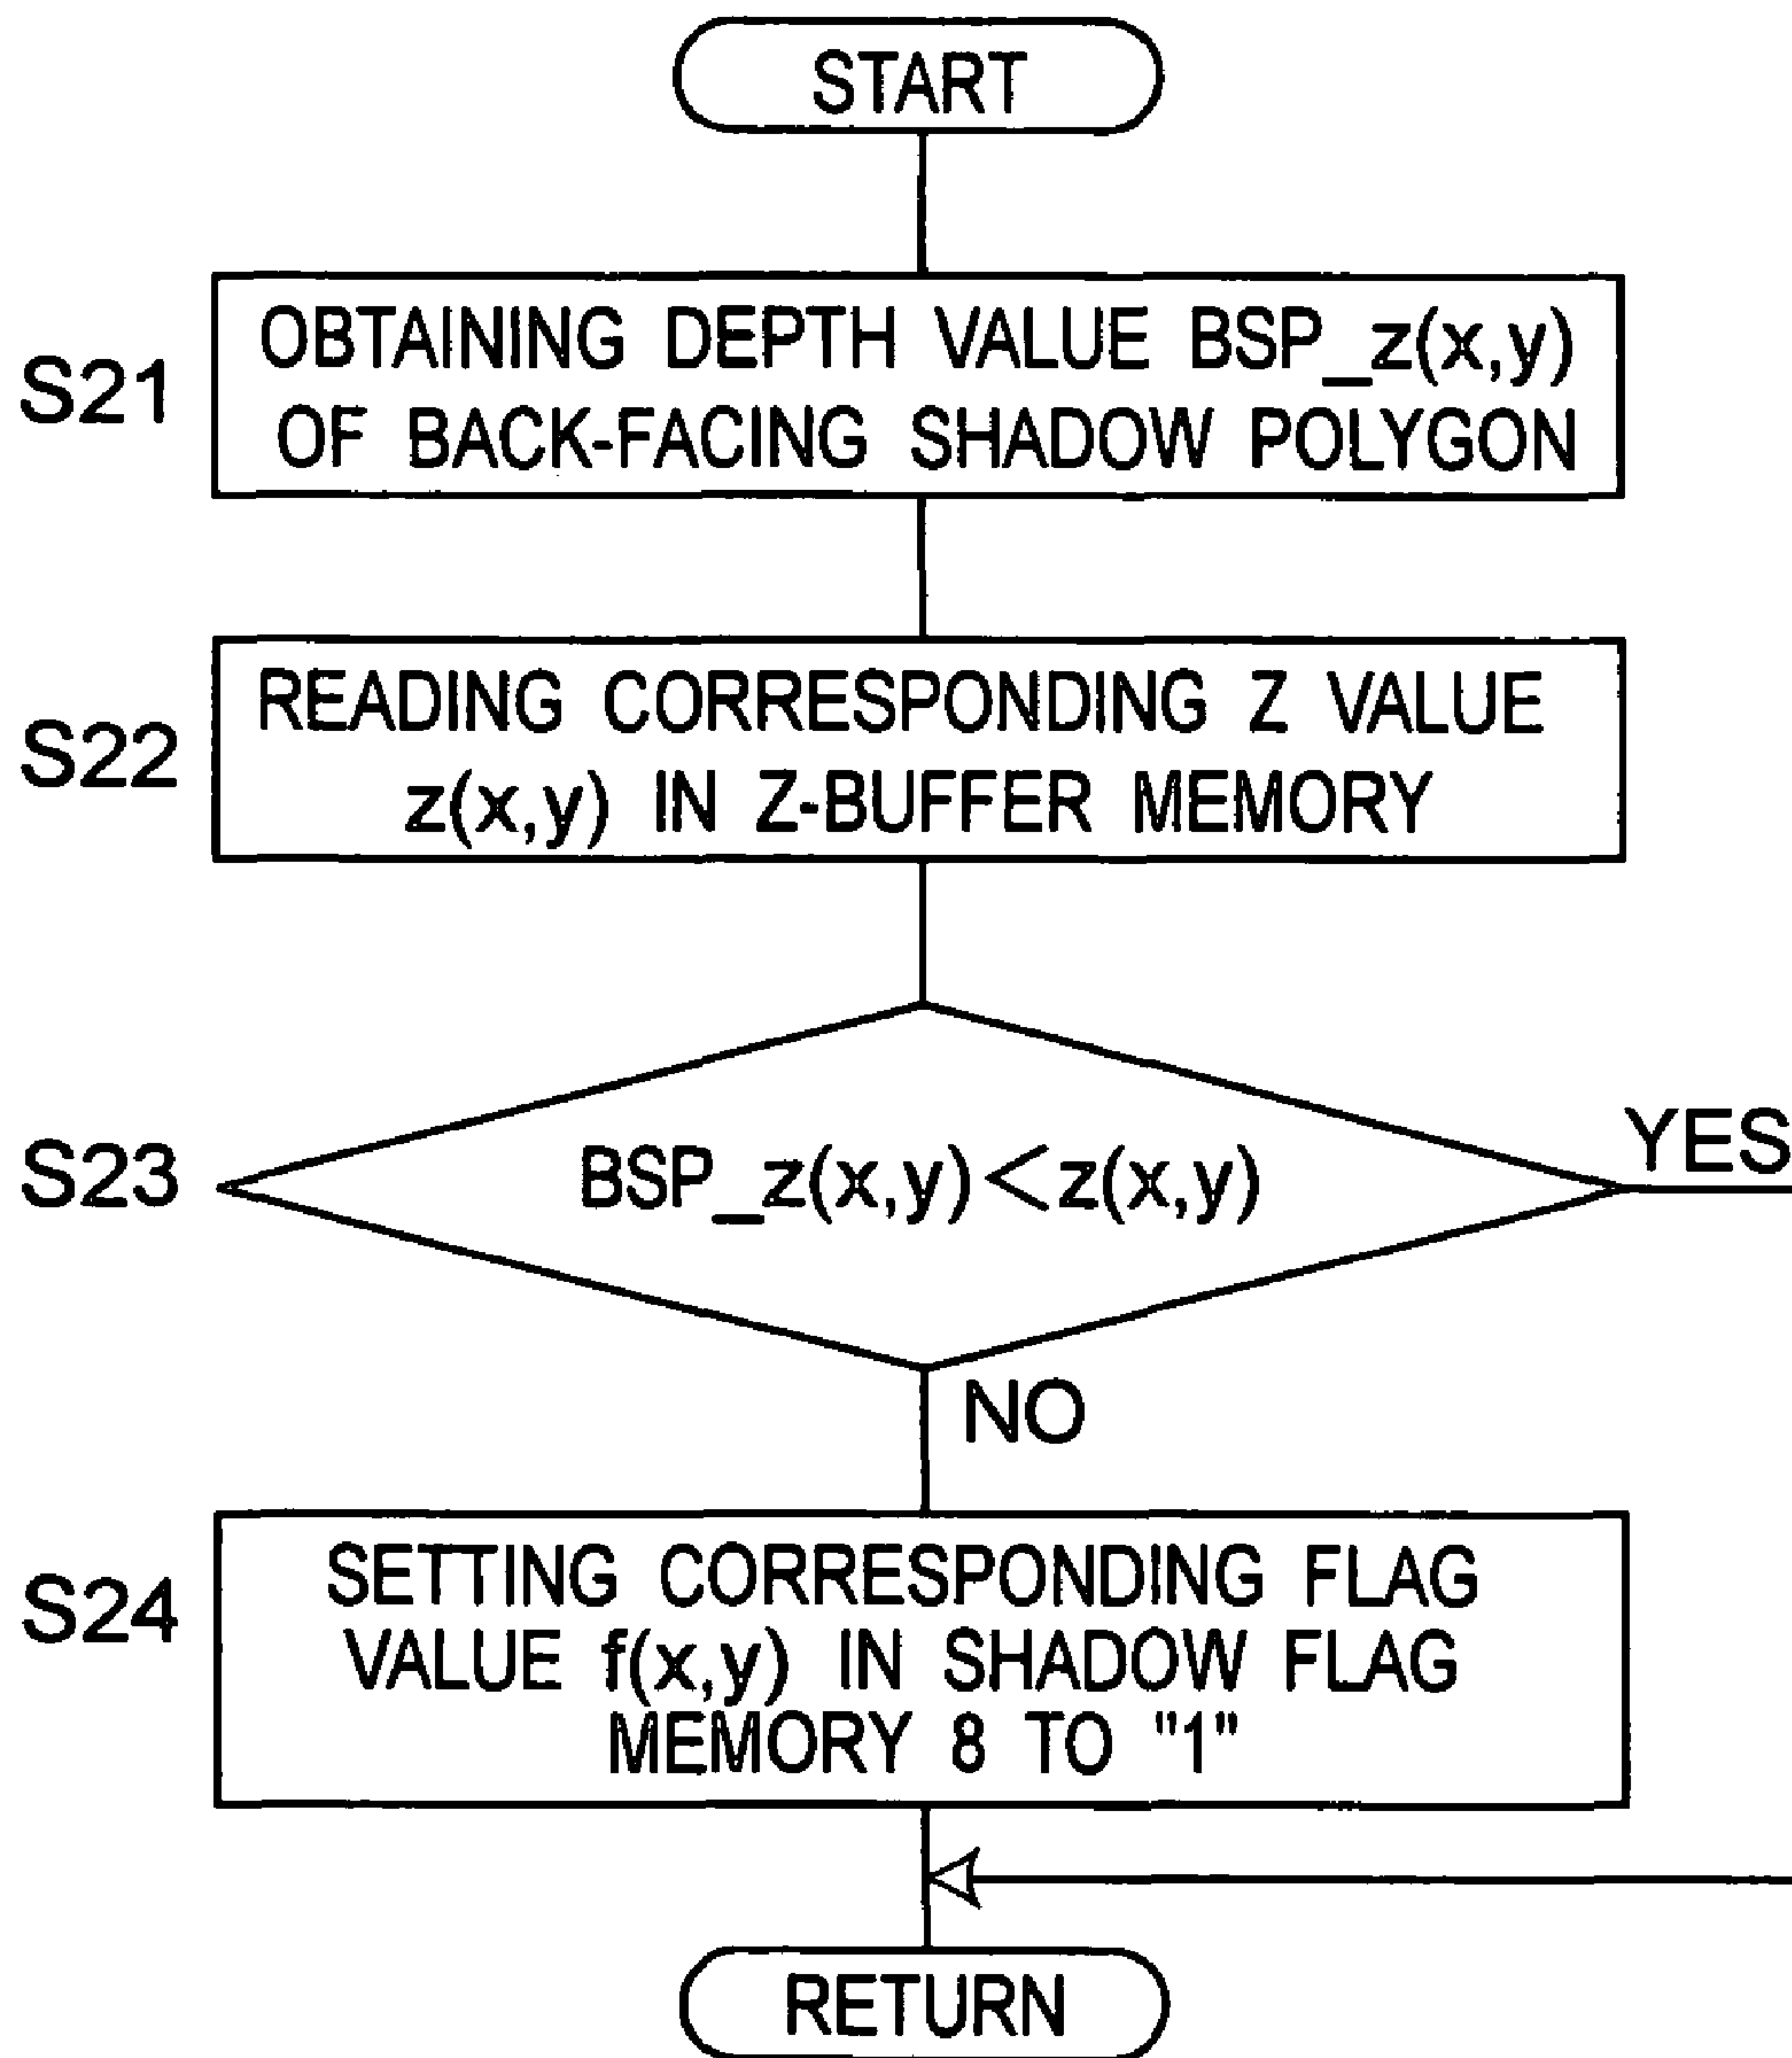 START
S21
OBTAINING DEPTH VALUE BSP_z(x,y)
OF BACK-FACING SHADOW POLYGON
S22
READING CORRESPONDING Z VALUE
z(x,y) IN Z-BUFFER MEMORY
S23
BSP_z(x,y)<z(x,y)
YES
NO
S24
SETTING CORRESPONDING FLAG
VALUE f(x,y) IN SHADOW FLAG
MEMORY 8 TO "1"
RETURN